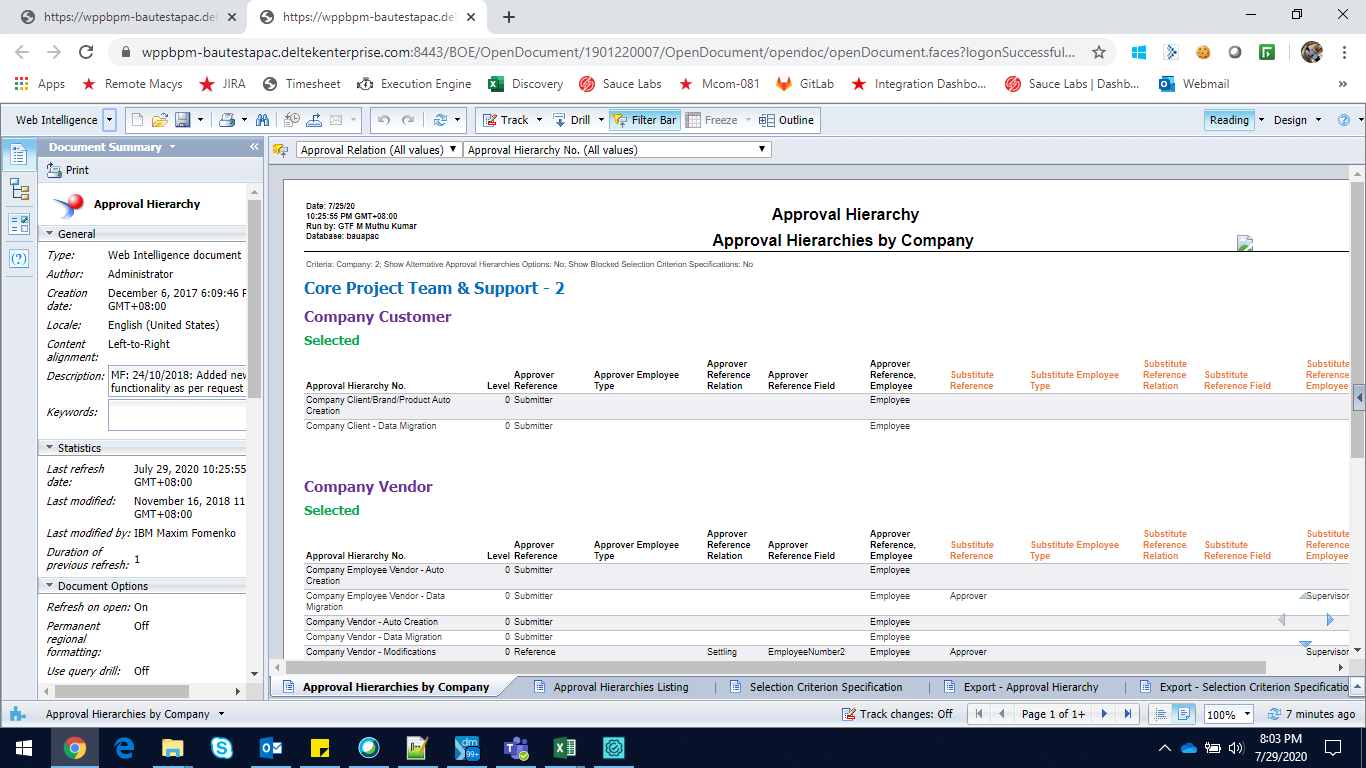 https://wppbpm-bautestapac.del
https://wppbpm-bautestapac.del
wppbpm-bautestapac.deltekenterprise.com:8443/BOE/OpenDocument/1901220007/OpenDocument/opendoc/openDocument.faces?logonSuccessful...
Apps Remote Macys JIRA Timesheet Execution Engine Discovery Sauce Labs Mcom-081 GitLab Integration Dashbo... Sauce Labs | Dashb... Webmail »
Web Intelligence Track Drill Filter Bar Freeze Outline Reading Design
Document Summary «
Approval Relation (All values) Approval Hierarchy No. (All values)
Print
Approval Hierarchy
General
Type: Web Intelligence document
Author: Administrator
Creation date: December 6, 2017 6:09:46 P
GMT+08:00
Locale: English (United States)
Content alignment: Left-to-Right
Description: MF: 24/10/2018: Added new
functionality as per request
Keywords:
Statistics
Last refresh date: July 29, 2020 10:25:55
GMT+08:00
Last modified: November 16, 2018 11
GMT+08:00
Last modified by: IBM Maxim Fomenko
Duration of previous refresh: 1
Document Options
Refresh on open: On
Permanent regional formatting: Off
Use query drill: Off
Date: 7/29/20
10:25:55 PM GMT+08:00
Run by: GTF M Muthu Kumar
Database: bauapac
Approval Hierarchy
Approval Hierarchies by Company
Criteria: Company: 2; Show Alternative Approval Hierarchies Options: No; Show Blocked Selection Criterion Specifications: No
Core Project Team & Support - 2
Company Customer
Selected
Approval Hierarchy No. Level Approver Reference Approver Employee Type Approver Reference Relation Approver Reference Field Approver Reference, Employee Substitute Reference Substitute Employee Type Substitute Reference Relation Substitute Reference Field Substitute Reference Employee
Company Client/Brand/Product Auto Creation 0 Submitter Employee
Company Client - Data Migration 0 Submitter Employee
Company Vendor
Selected
Approval Hierarchy No. Level Approver Reference Approver Employee Type Approver Reference Relation Approver Reference Field Approver Reference, Employee Substitute Reference Substitute Employee Type Substitute Reference Relation Substitute Reference Field Substitute Reference Employee
Company Employee Vendor - Auto Creation 0 Submitter Employee
Company Employee Vendor - Data Migration 0 Submitter Employee Approver Supervisor
Company Vendor - Auto Creation 0 Submitter Employee
Company Vendor - Data Migration 0 Submitter Employee
Company Vendor - Modifications 0 Reference Settling EmployeeNumber2 Employee Approver Supervisor
Approval Hierarchies by Company Approval Hierarchies Listing Selection Criterion Specification Export - Approval Hierarchy Export - Selection Criterion Specificatio
Approval Hierarchies by Company Track changes: Off Page 1 of 1+ 100% 7 minutes ago
dm
99+
8:03 PM
7/29/2020